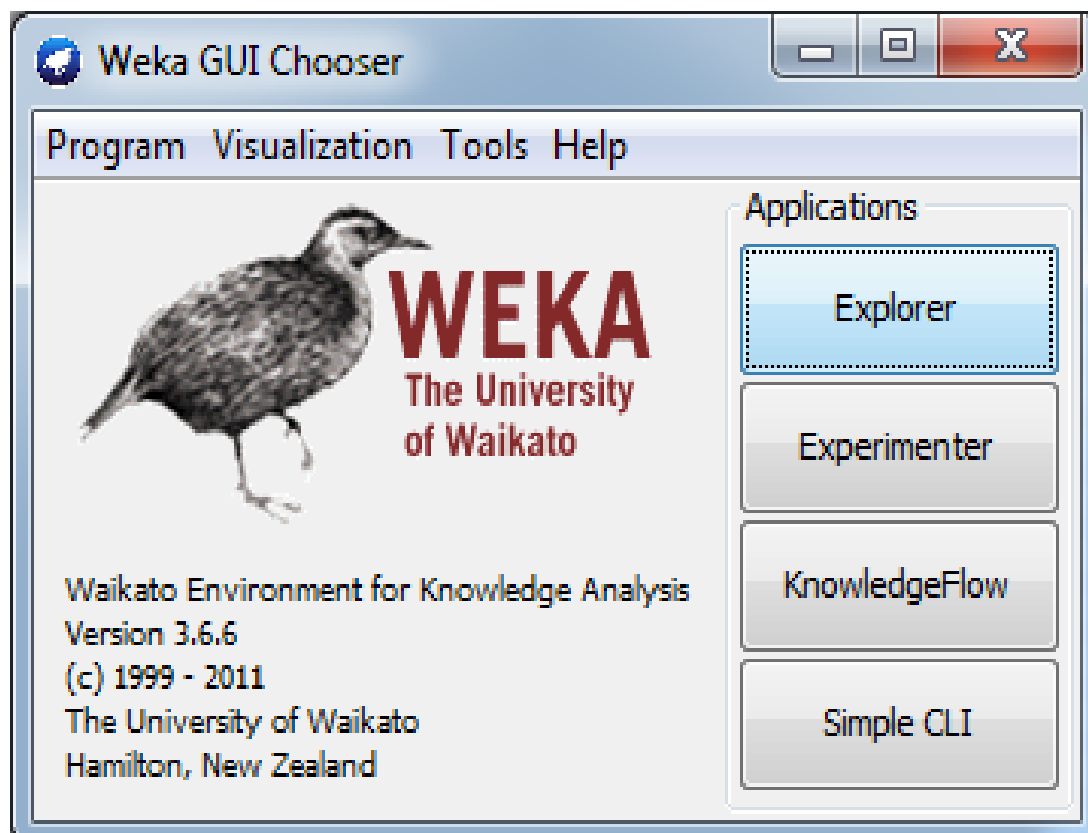 Weka GUI Chooser
Program Visualization Tools Help
WEKA
The University
of Waikato
Waikato Environment for Knowledge Analysis
Version 3.6.6
(c) 1999 - 2011
The University of Waikato
Hamilton, New Zealand
Applications
Explorer
Experimenter
KnowledgeFlow
Simple CLI